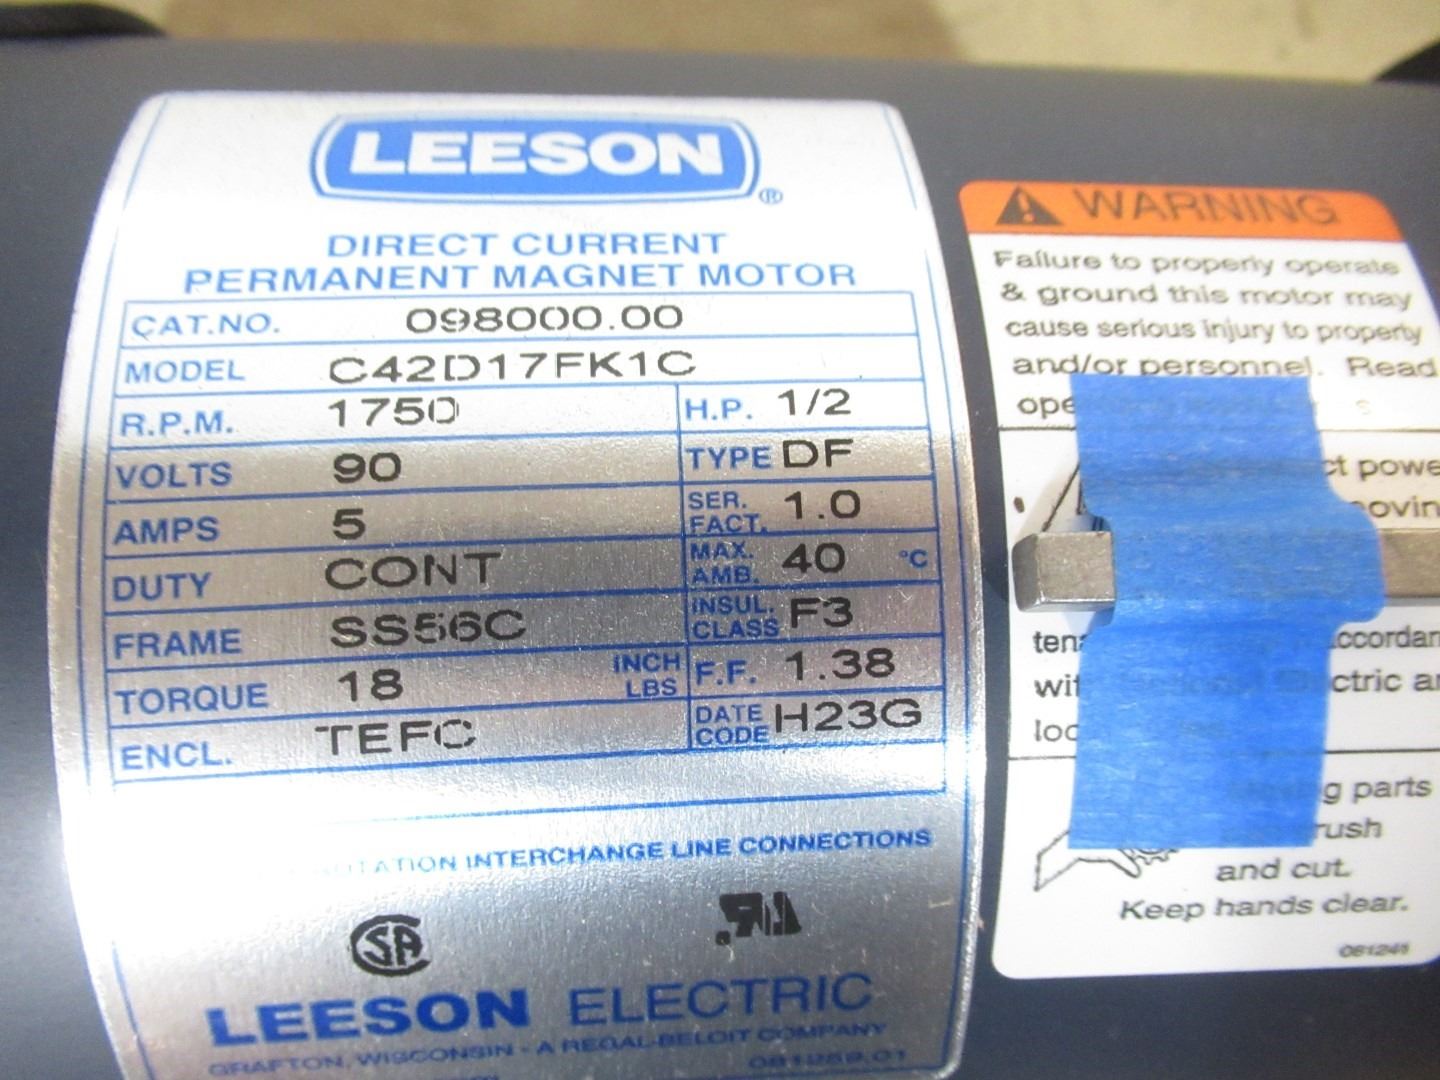 LEESON
®
DIRECT CURRENT
PERMANENT MAGNET MOTOR
CAT.NO. 098000.00
MODEL C42D17FK1C
R.P.M. 1750 H.P. 1/2
VOLTS 90 TYPE DF
AMPS 5 SER. FACT. 1.0
DUTY CONT MAX. AMB. 40 °C
FRAME SS56C INSUL. CLASS F3
TORQUE 18 INCH LBS F.F. 1.38
ENCL. TEFC DATE CODE H23G
INTERCHANGE LINE CONNECTIONS
LEESON ELECTRIC
GRAFTON, WISCONSIN - A REGAL-BELOIT COMPANY
081259.01
WARNING
Failure to properly operate
& ground this motor may
cause serious injury to property
and/or personnel. Read
and cut.
Keep hands clear.
g parts